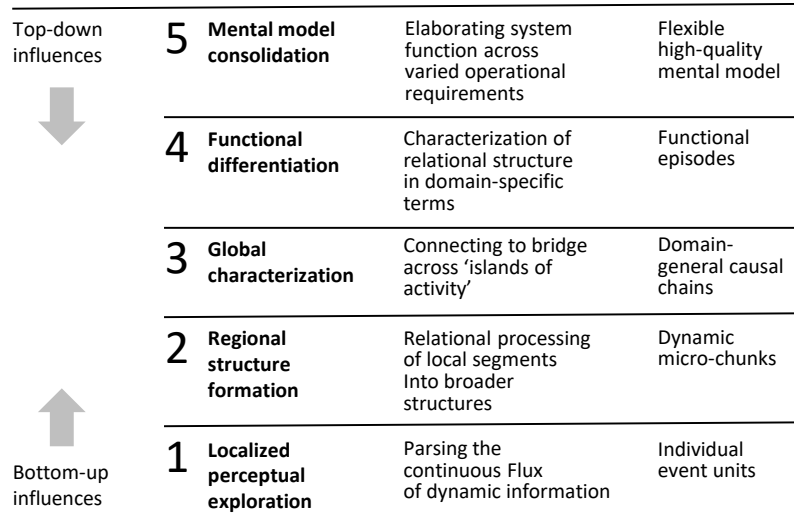 Top-down
influences
5 Mental model
consolidation
Elaborating system
function across
varied operational
requirements
Flexible
high-quality
mental model
4 Functional
differentiation
Characterization of
relational structure
in domain-specific
terms
Functional
episodes
3 Global
characterization
Connecting to bridge
across ‘islands of
activity’
Domain-
general causal
chains
2 Regional
structure
formation
Relational processing
of local segments
Into broader
structures
Dynamic
micro-chunks
Bottom-up
influences
1 Localized
perceptual
exploration
Parsing the
continuous Flux
of dynamic information
Individual
event units